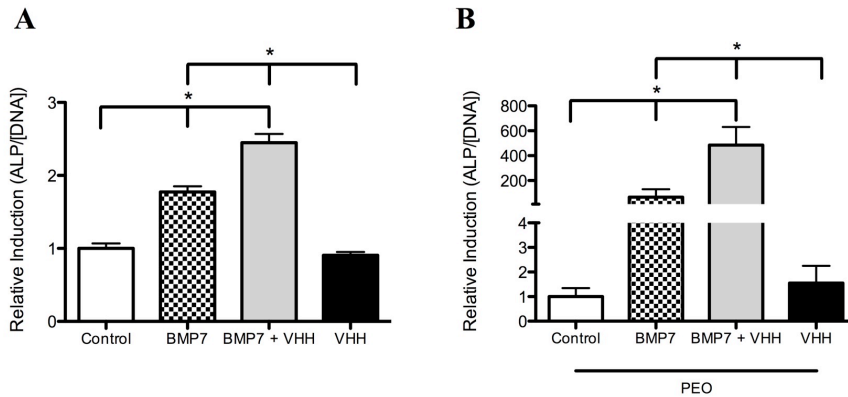 A
Relative Induction (ALP/[DNA])
3
2
1
0
*
*
Control
BMP7
BMP7 + VHH
VHH
B
Relative Induction (ALP/[DNA])
800
600
400
200
4
3
2
1
0
*
*
Control
BMP7
BMP7 + VHH
VHH
PEO